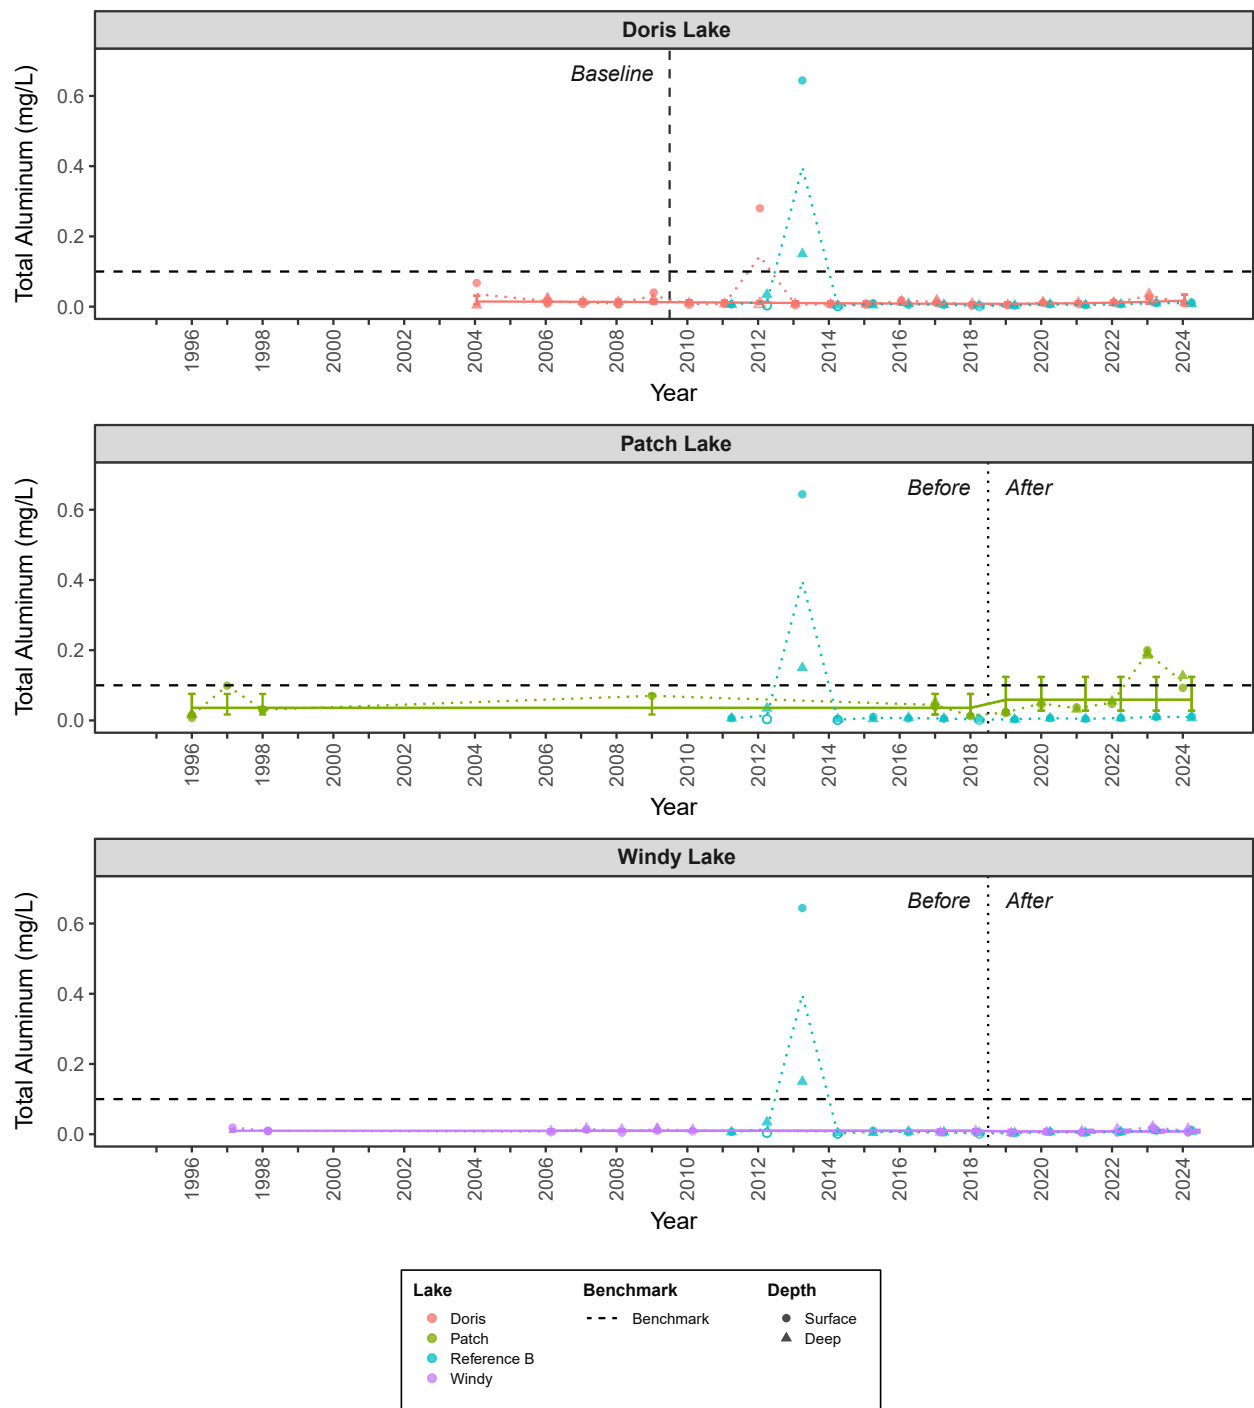 Doris Lake
Baseline
Total Aluminum (mg/L)
0.6
0.4
0.2
0.0
1996 1998 2000 2002 2004 2006 2008 2010 2012 2014 2016 2018 2020 2022 2024
Year
Patch Lake
Before After
Total Aluminum (mg/L)
0.6
0.4
0.2
0.0
1996 1998 2000 2002 2004 2006 2008 2010 2012 2014 2016 2018 2020 2022 2024
Year
Windy Lake
Before After
Total Aluminum (mg/L)
0.6
0.4
0.2
0.0
1996 1998 2000 2002 2004 2006 2008 2010 2012 2014 2016 2018 2020 2022 2024
Year
Lake Benchmark Depth
Doris Benchmark Surface
Patch Deep
Reference B
Windy